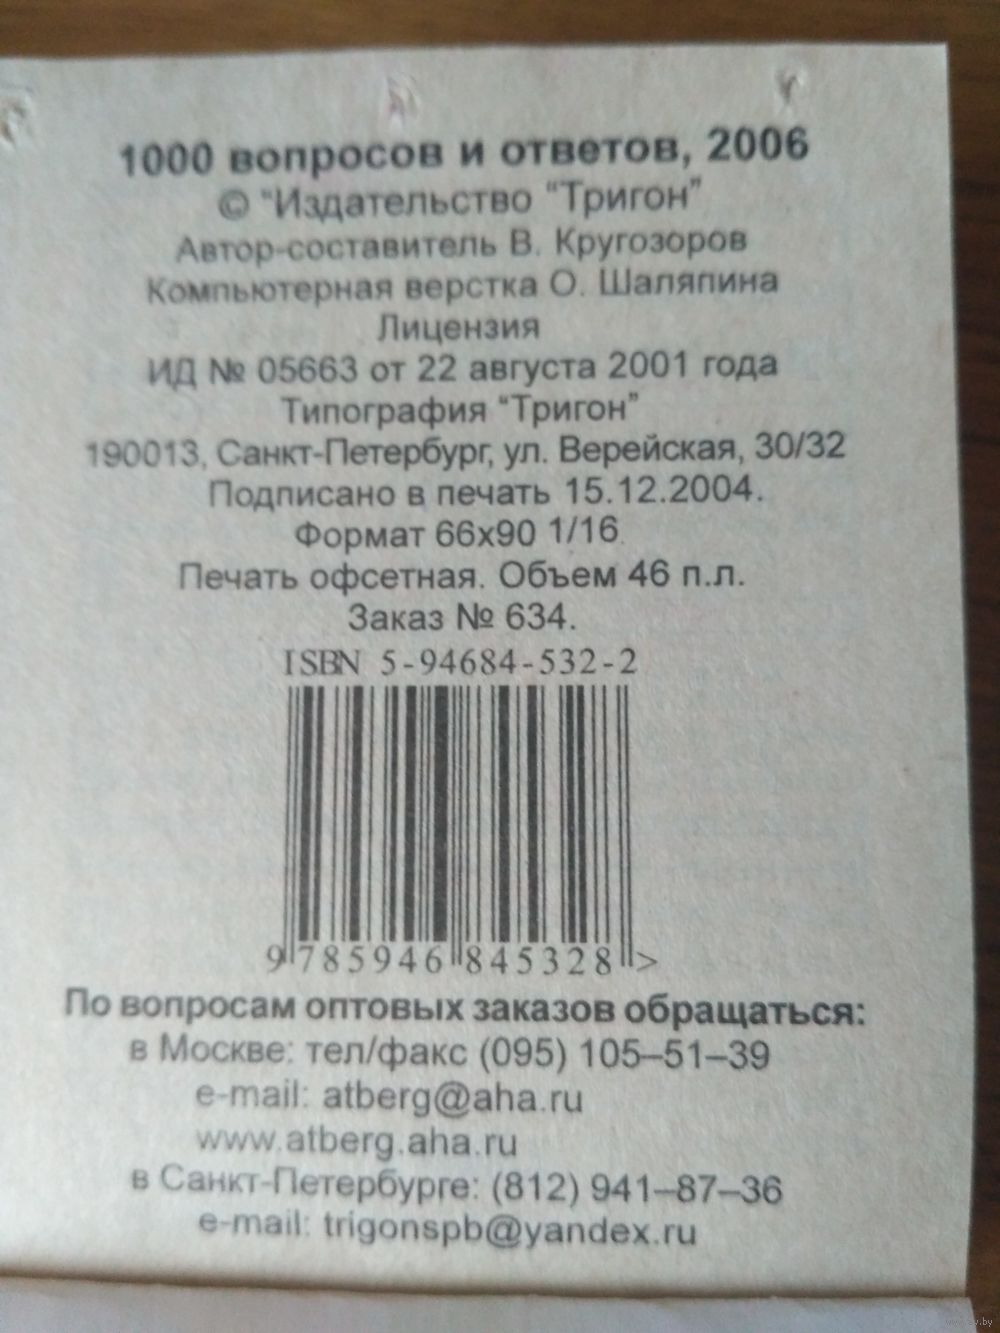 1000 вопросов и ответов, 2006
© “Издательство “Тригон”
Автор-составитель В. Кругозоров
Компьютерная верстка О. Шаляпина
Лицензия
ИД № 05663 от 22 августа 2001 года
Типография “Тригон”
190013, Санкт-Петербург, ул. Верейская, 30/32
Подписано в печать 15.12.2004.
Формат 66х90 1/16
Печать офсетная. Объем 46 п.л.
Заказ № 634.
ISBN 5-94684-532-2
9 785946 845328 >
По вопросам оптовых заказов обращаться:
в Москве: тел/факс (095) 105–51–39
e-mail: atberg@aha.ru
www.atberg.aha.ru
в Санкт-Петербурге: (812) 941–87–36
e-mail: trigonspb@yandex.ru